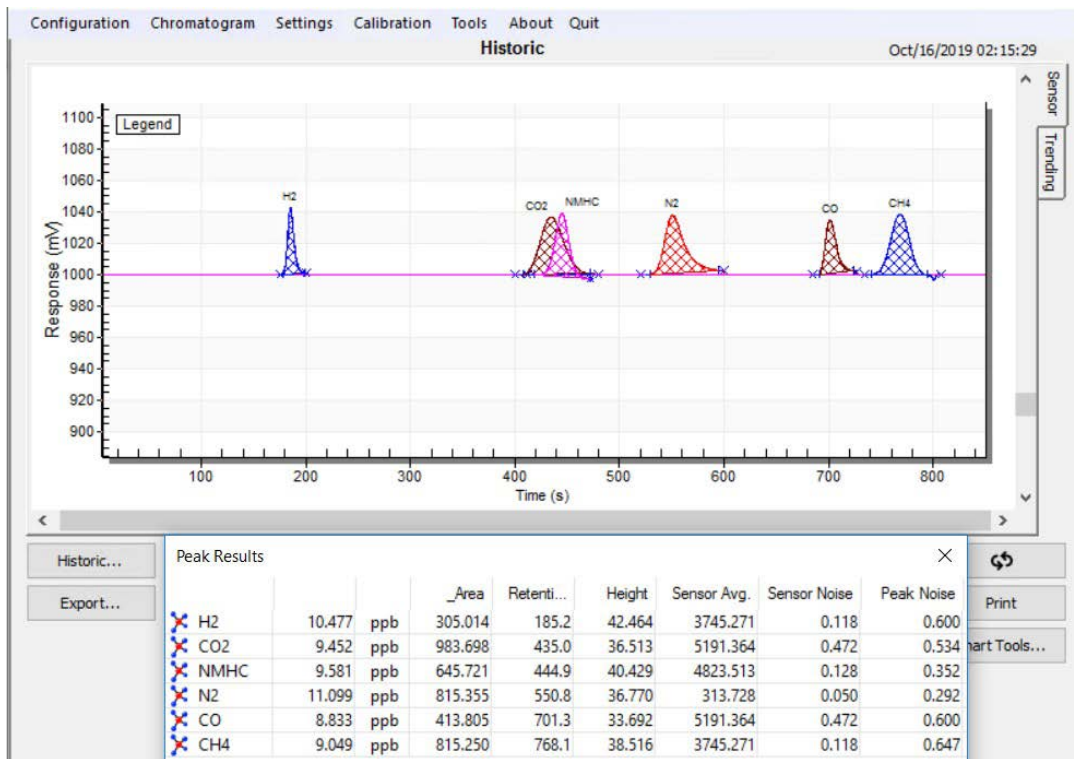 Configuration Chromatogram Settings Calibration Tools About Quit
Historic
Oct/16/2019 02:15:29
Sensor
Trending
Legend
Response (mV)
1100
1080
1060
1040
1020
1000
980
960
940
920
900
H2
CO2
NMHC
N2
CO
CH4
100 200 300 400 500 600 700 800
Time (s)
Historic...
Export...
Print
hart Tools...
Peak Results
_Area Retenti... Height Sensor Avg. Sensor Noise Peak Noise
H2 10.477 ppb 305.014 185.2 42.464 3745.271 0.118 0.600
CO2 9.452 ppb 983.698 435.0 36.513 5191.364 0.472 0.534
NMHC 9.581 ppb 645.721 444.9 40.429 4823.513 0.128 0.352
N2 11.099 ppb 815.355 550.8 36.770 313.728 0.050 0.292
CO 8.833 ppb 413.805 701.3 33.692 5191.364 0.472 0.600
CH4 9.049 ppb 815.250 768.1 38.516 3745.271 0.118 0.647